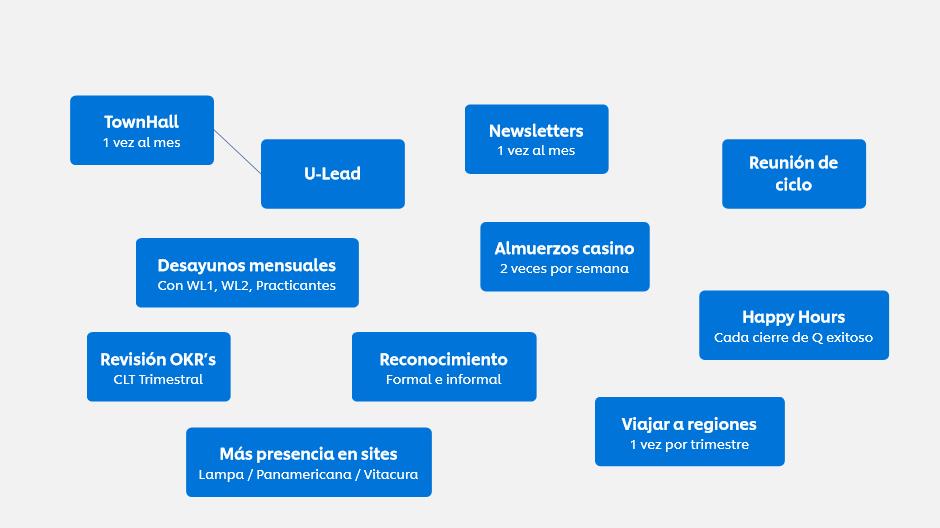 TownHall
1 vez al mes
U-Lead
Newsletters
1 vez al mes
Reunión de
ciclo
Desayunos mensuales
Con WL1, WL2, Practicantes
Almuerzos casino
2 veces por semana
Happy Hours
Cada cierre de Q exitoso
Revisión OKR’s
CLT Trimestral
Reconocimiento
Formal e informal
Viajar a regiones
1 vez por trimestre
Más presencia en sites
Lampa / Panamericana / Vitacura